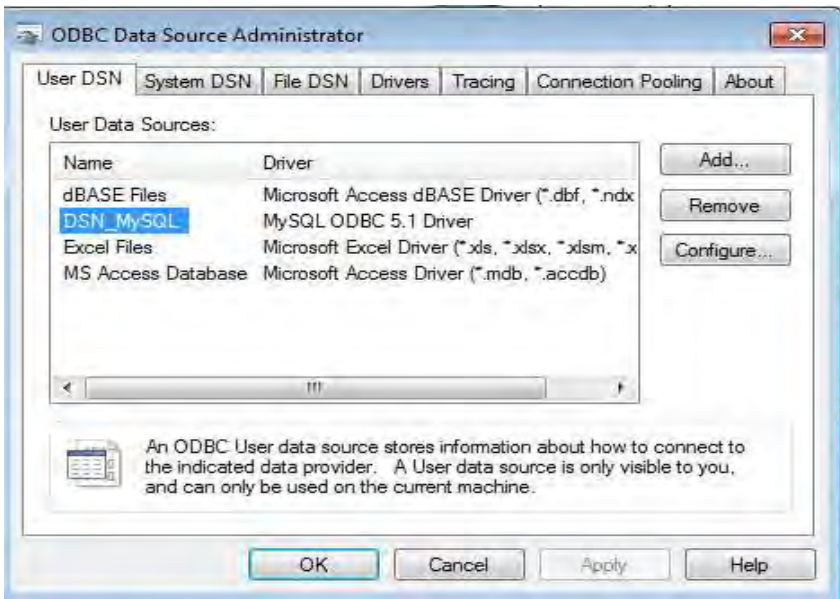 ODBC Data Source Administrator
User DSN System DSN File DSN Drivers Tracing Connection Pooling About
User Data Sources:
Name Driver
dBASE Files Microsoft Access dBASE Driver (*.dbf, *.ndx
DSN_MySQL MySQL ODBC 5.1 Driver
Excel Files Microsoft Excel Driver (*.xls, *.xlsx, *.xlsm, *.x
MS Access Database Microsoft Access Driver (*.mdb, *.accdb)
Add...
Remove
Configure...
An ODBC User data source stores information about how to connect to
the indicated data provider. A User data source is only visible to you,
and can only be used on the current machine.
OK Cancel Apply Help